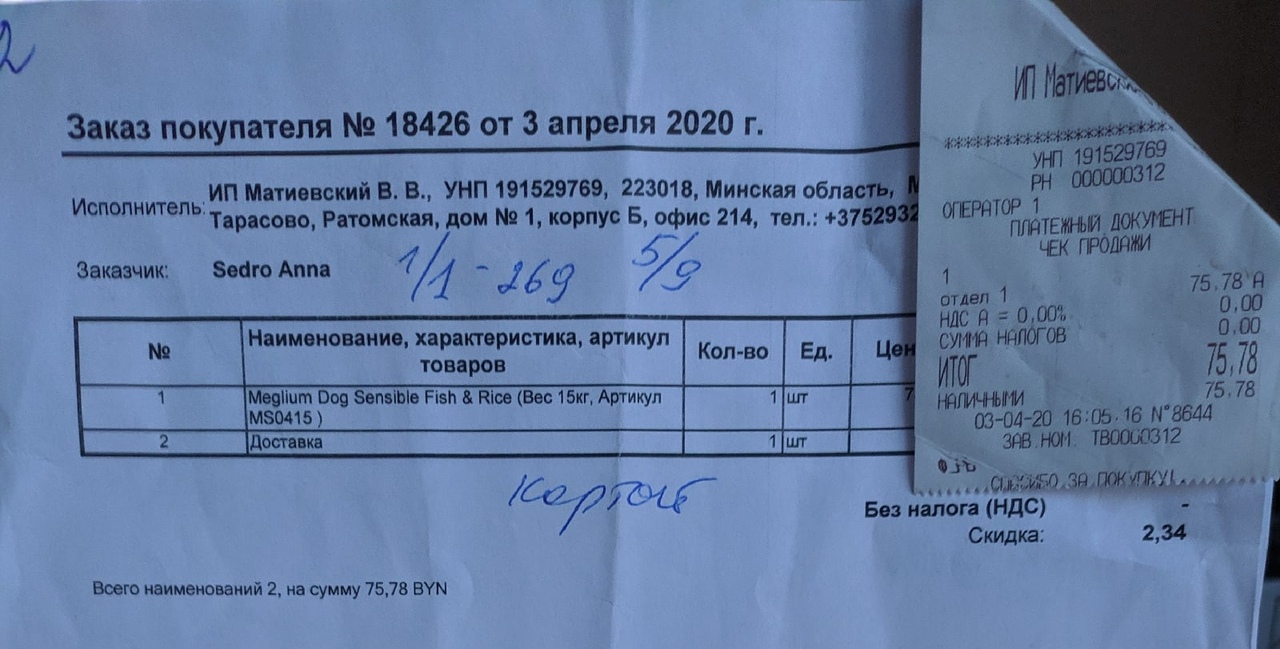 2
Заказ покупателя № 18426 от 3 апреля 2020 г.
Исполнитель: ИП Матиевский В. В., УНП 191529769, 223018, Минская область,
Тарасово, Ратомская, дом № 1, корпус Б, офис 214, тел.: +3752932
Заказчик: Sedro Anna 1/1 - 269 5/9
№ Наименование, характеристика, артикул товаров Кол-во Ед. Цен
1 Meglium Dog Sensible Fish & Rice (Вес 15кг, Артикул
MS0415 ) 1 шт 7
2 Доставка 1 шт
Картой
Без налога (НДС) -
Скидка: 2,34
Всего наименований 2, на сумму 75,78 BYN
ИП Матиевск
***********************
УНП 191529769
РН 000000312
ОПЕРАТОР 1
ПЛАТЕЖНЫЙ ДОКУМЕНТ
ЧЕК ПРОДАЖИ
1 75,78 А
отдел 1 0,00
НДС А = 0,00% 0,00
СУММА НАЛОГОВ
ИТОГ 75,78
НАЛИЧНЫМИ 75.78
03-04-20 16:05.16 N°8644
ЗАВ.НОМ. ТВ0000312
СПАСИБО ЗА ПОКУПКУ!